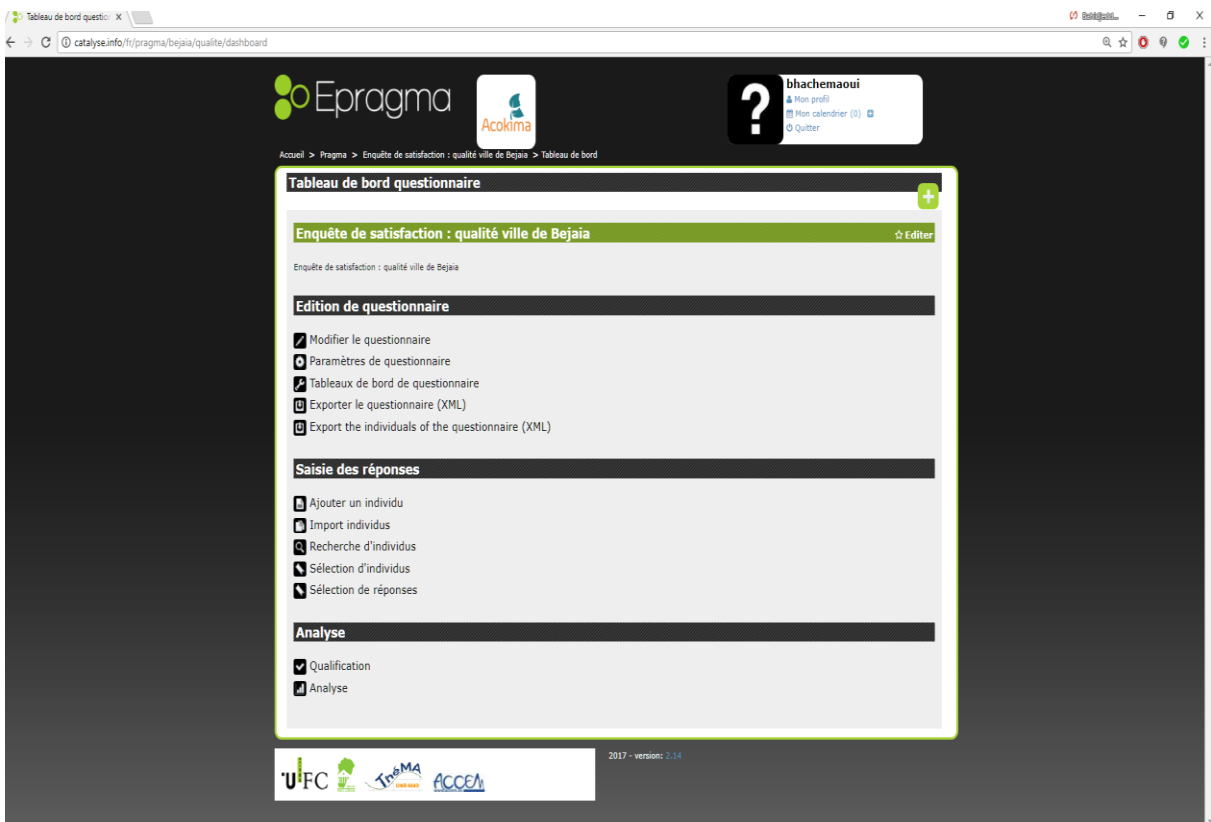 Tableau de bord question X
catalyse.info/fr/pragma/bejaia/qualite/dashboard
Epragma
Acokima
?
bhachemaoui
Mon profil
Mon calendrier (0)
Quitter
Accueil > Pragma > Enquête de satisfaction : qualité ville de Bejaia > Tableau de bord
Tableau de bord questionnaire
Enquête de satisfaction : qualité ville de Bejaia
Editer
Enquête de satisfaction : qualité ville de Bejaia
Edition de questionnaire
Modifier le questionnaire
Paramètres de questionnaire
Tableaux de bord de questionnaire
Exporter le questionnaire (XML)
Export the individuals of the questionnaire (XML)
Saisie des réponses
Ajouter un individu
Import individus
Recherche d'individus
Sélection d'individus
Sélection de réponses
Analyse
Qualification
Analyse
2017 - version: 2.14
UFC
ThéMA
ACCEM